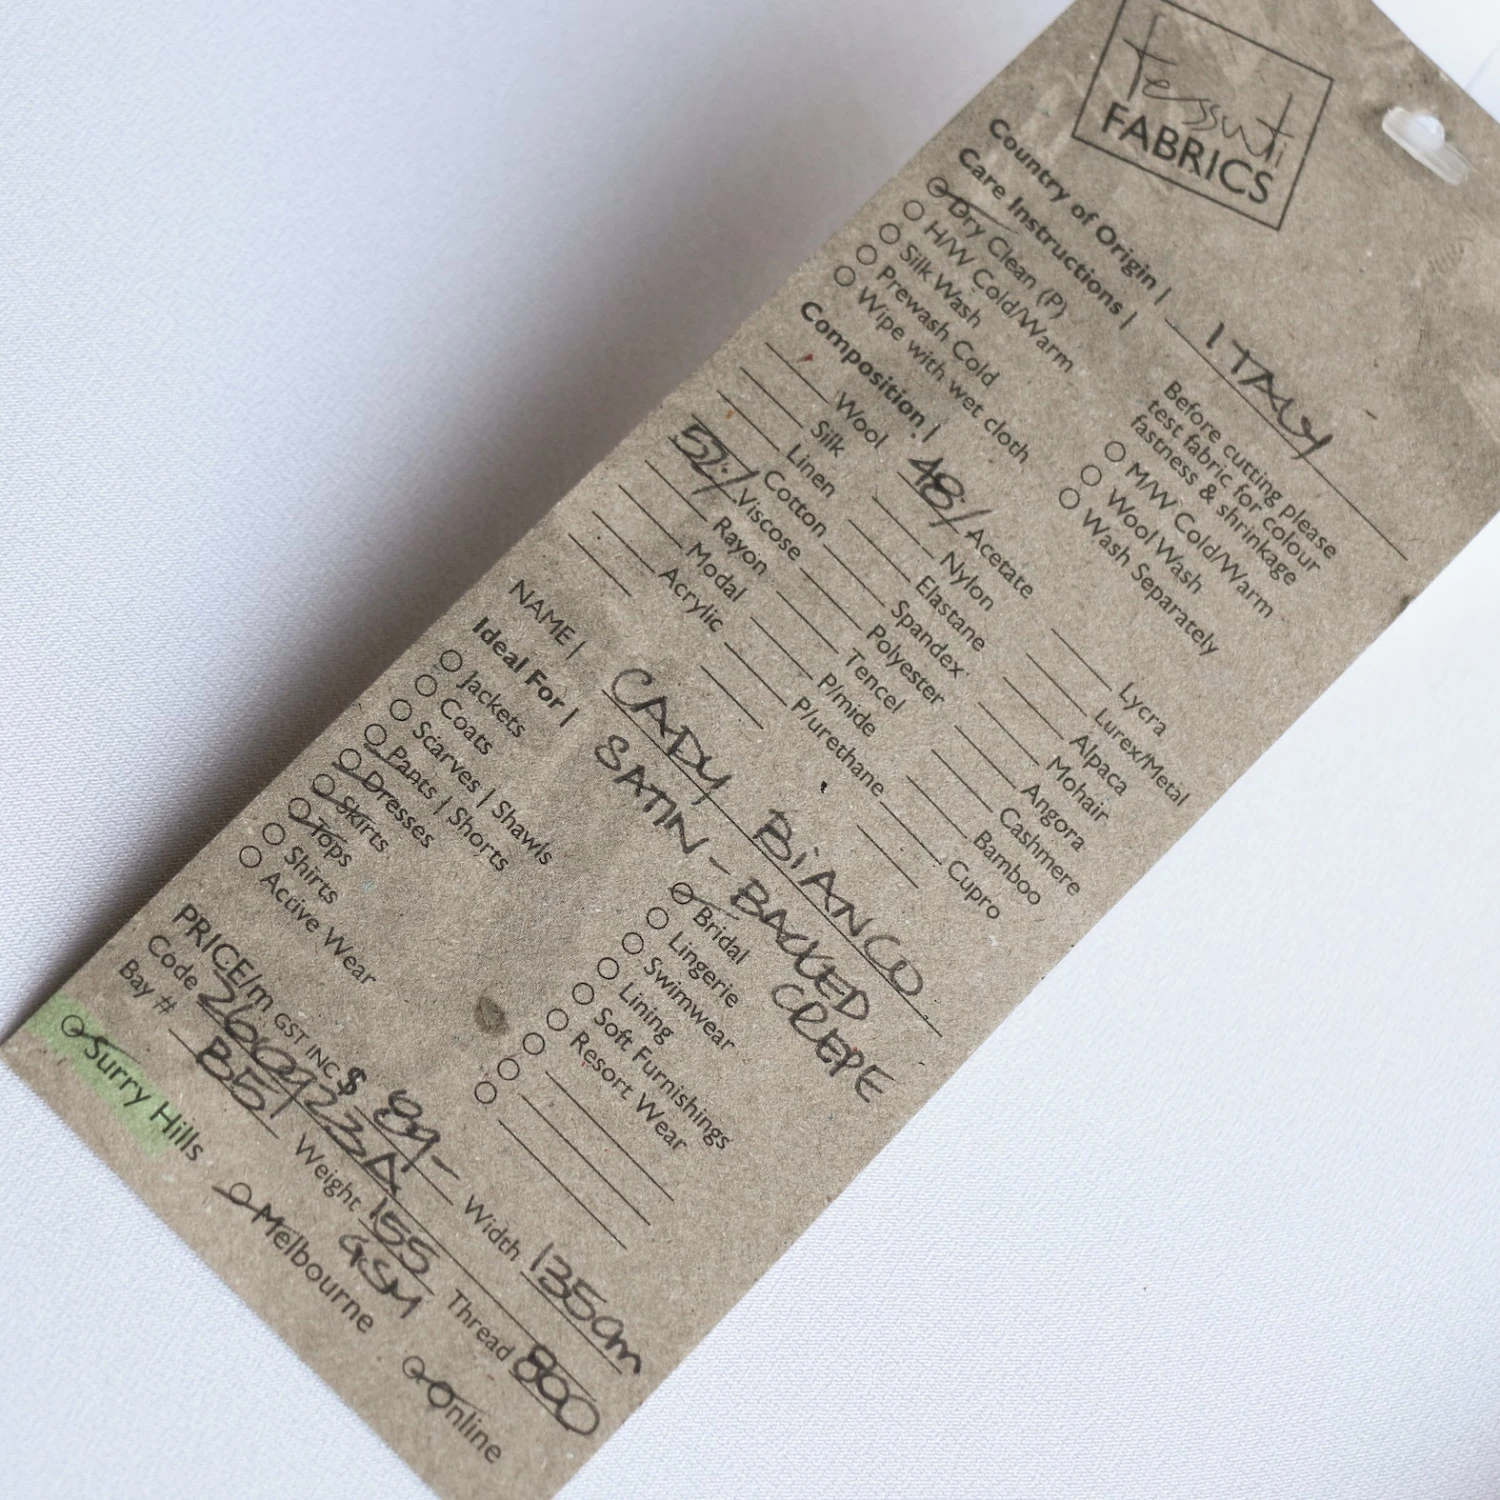 Tessuti
FABRICS
Country of Origin | ITALY
Care Instructions |
Dry Clean (P)
H/W Cold/Warm
Silk Wash
Prewash Cold
Wipe with wet cloth
Before cutting please
test fabric for colour
fastness & shrinkage
M/W Cold/Warm
Wool Wash
Wash Separately
Composition |
Wool
Silk
Linen
Cotton
52% Viscose
Rayon
Modal
Acrylic
48% Acetate
Nylon
Elastane
Spandex
Polyester
Tencel
P/mide
P/urethane
Lycra
Lurex/Metal
Alpaca
Mohair
Angora
Cashmere
Bamboo
Cupro
NAME | CADY BIANCO
SATIN-BACKED
CREPE
Ideal For |
Jackets
Coats
Scarves | Shawls
Pants | Shorts
Dresses
Skirts
Tops
Shirts
Active Wear
Bridal
Lingerie
Swimwear
Lining
Soft Furnishings
Resort Wear
PRICE/m GST INC $ 89- Width 135cm
Code Thread 800
Bay # B51 Weight 155
GSM
Surry Hills
Melbourne
Online